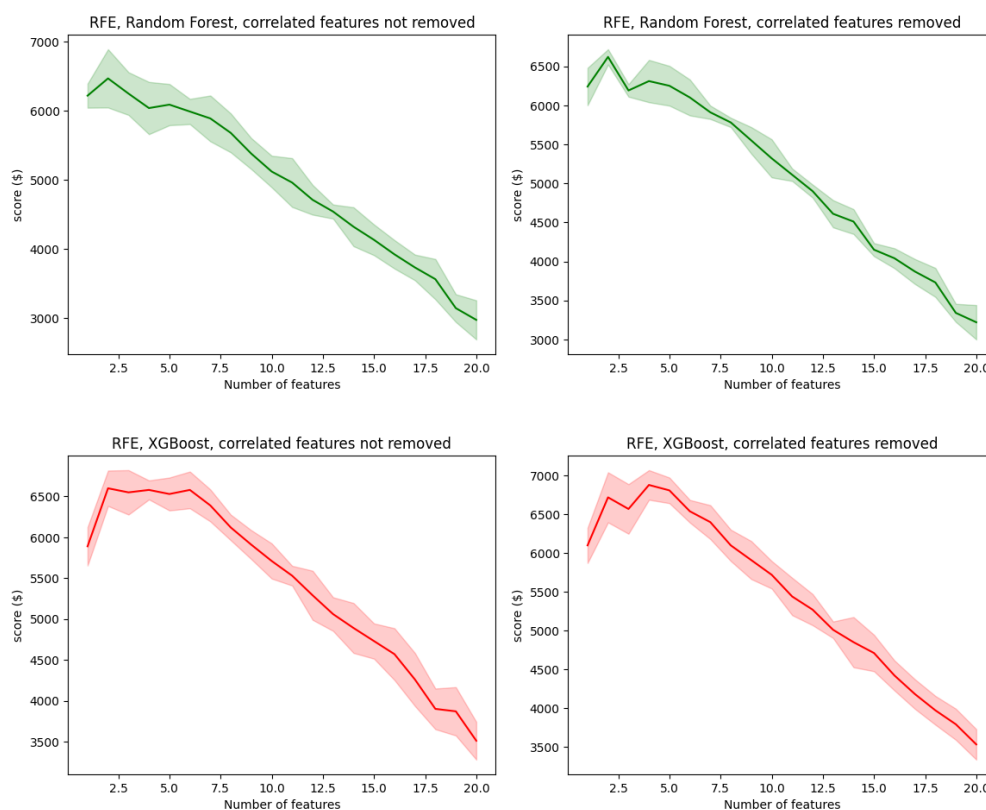 RFE, Random Forest, correlated features not removed
7000
6000
5000
4000
3000
score ($)
2.5 5.0 7.5 10.0 12.5 15.0 17.5 20.0
Number of features
RFE, Random Forest, correlated features removed
6500
6000
5500
5000
4500
4000
3500
3000
score ($)
2.5 5.0 7.5 10.0 12.5 15.0 17.5 20.0
Number of features
RFE, XGBoost, correlated features not removed
6500
6000
5500
5000
4500
4000
3500
score ($)
2.5 5.0 7.5 10.0 12.5 15.0 17.5 20.0
Number of features
RFE, XGBoost, correlated features removed
7000
6500
6000
5500
5000
4500
4000
3500
score ($)
2.5 5.0 7.5 10.0 12.5 15.0 17.5 20.0
Number of features